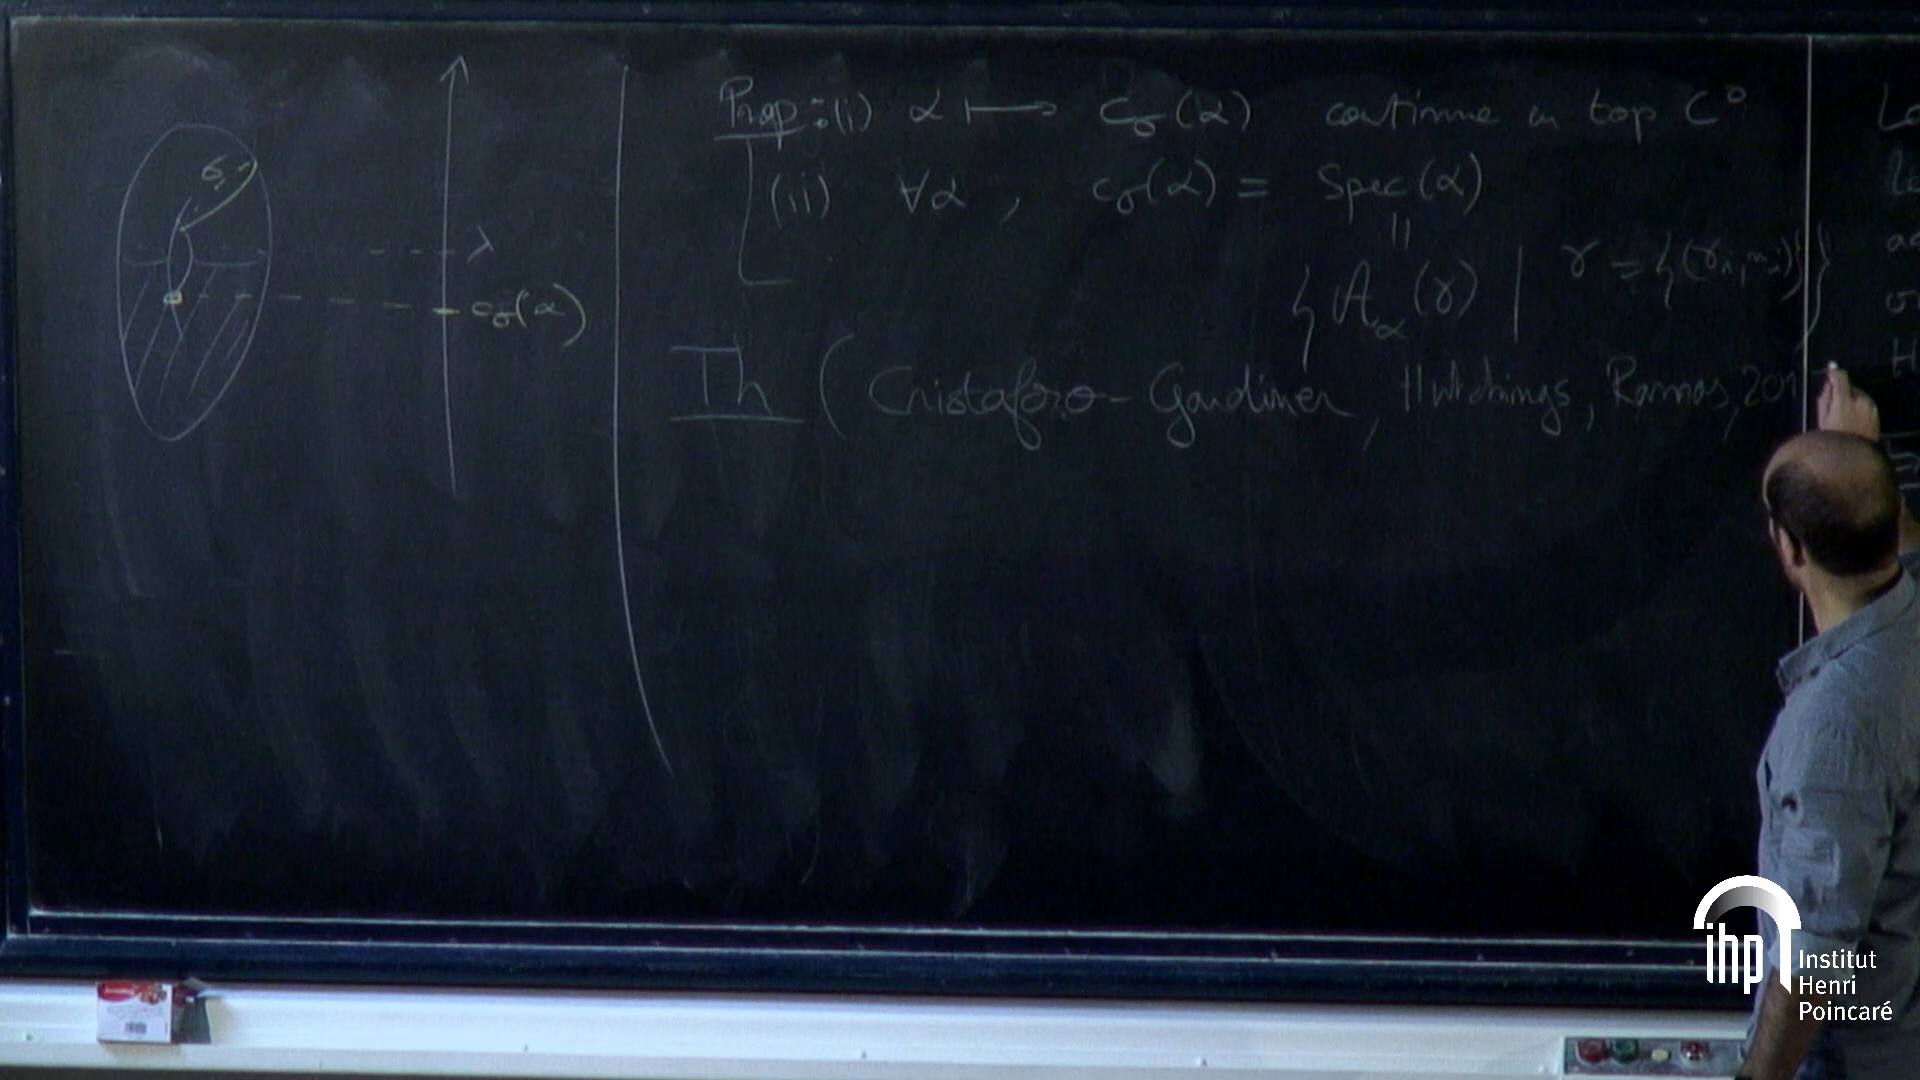 Prop : (i) α ⟼ c_σ(α) continue en top C⁰
(ii) ∀α , c_σ(α) = Spec(α)
=
{ A_α(γ) | γ = {(γ_i, m_i)} }
Th ( Cristofaro-Gardiner, Hutchings, Ramos, 201
σ
λ
c_σ(α)
ihp
Institut
Henri
Poincaré